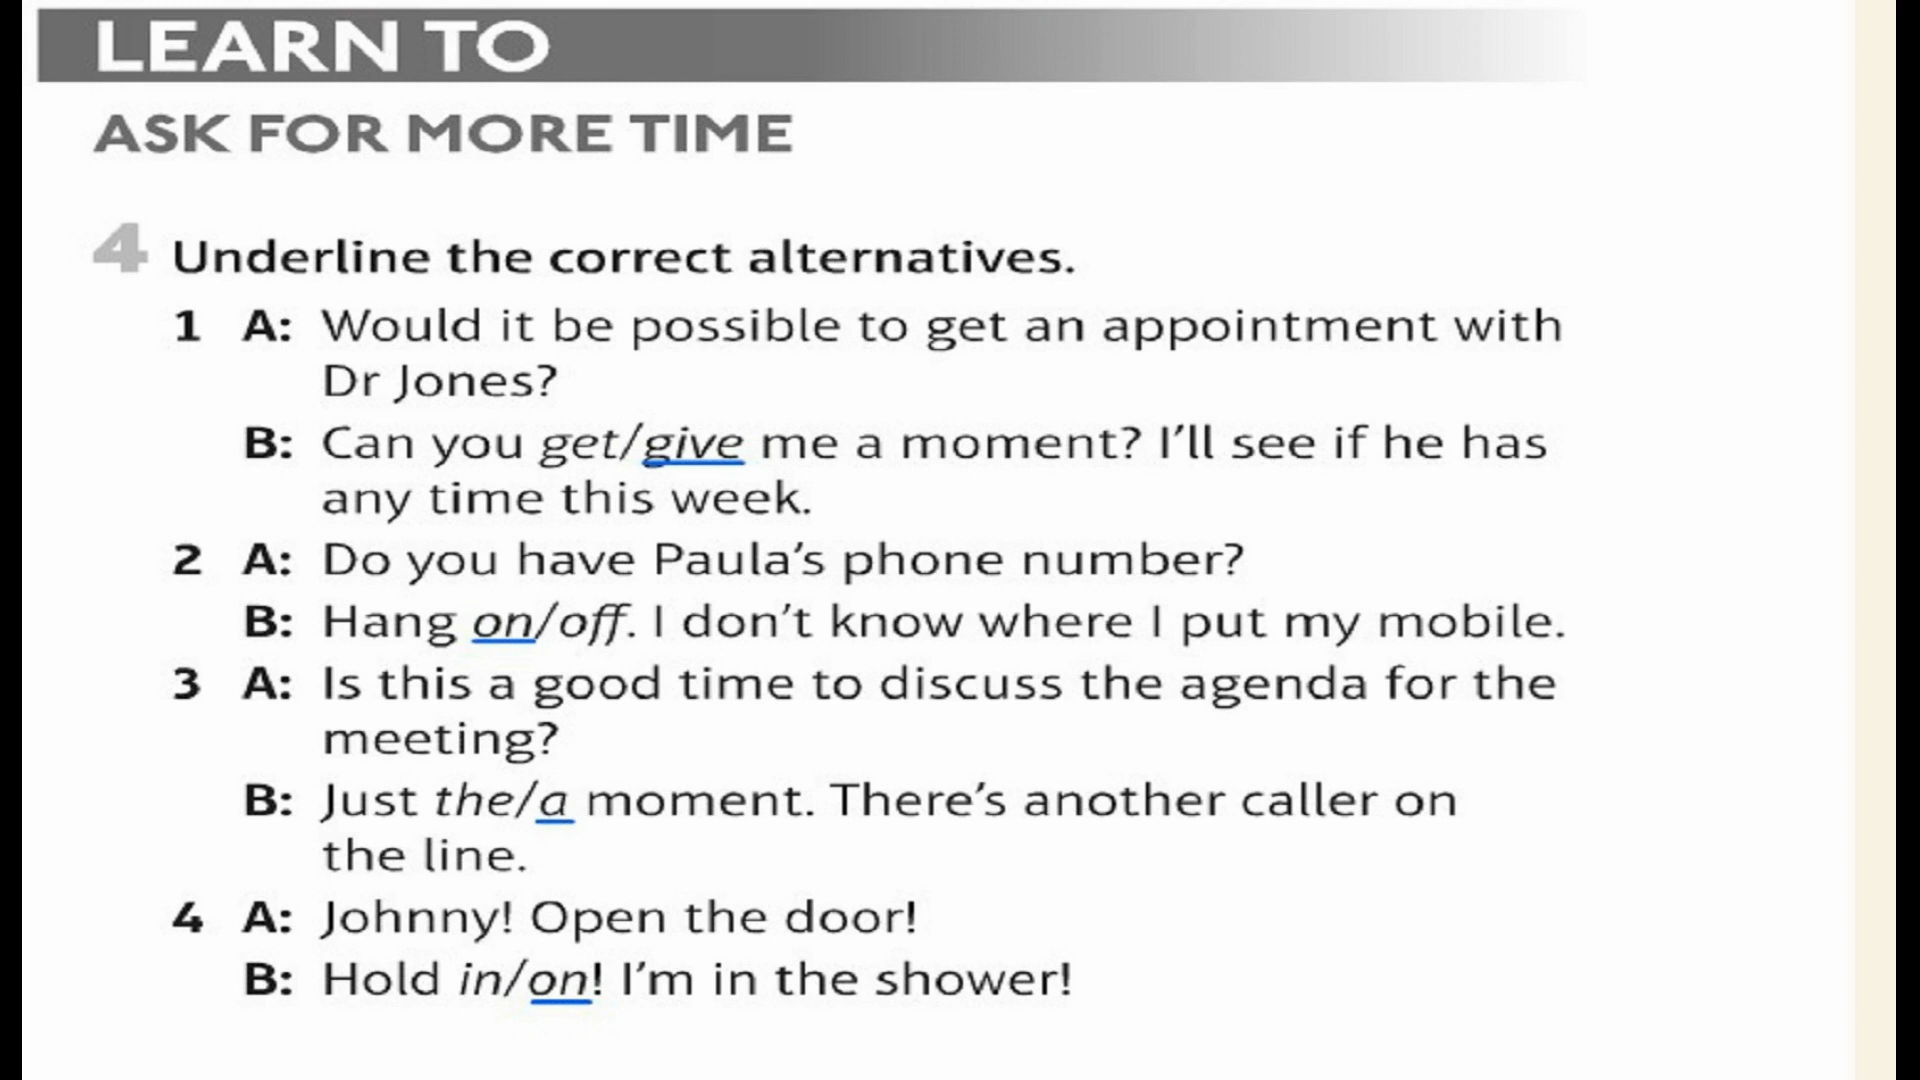 LEARN TO
ASK FOR MORE TIME
4 Underline the correct alternatives.
1 A: Would it be possible to get an appointment with
Dr Jones?
B: Can you get/give me a moment? I'll see if he has
any time this week.
2 A: Do you have Paula's phone number?
B: Hang on/off. I don't know where I put my mobile.
3 A: Is this a good time to discuss the agenda for the
meeting?
B: Just the/a moment. There's another caller on
the line.
4 A: Johnny! Open the door!
B: Hold in/on! I'm in the shower!